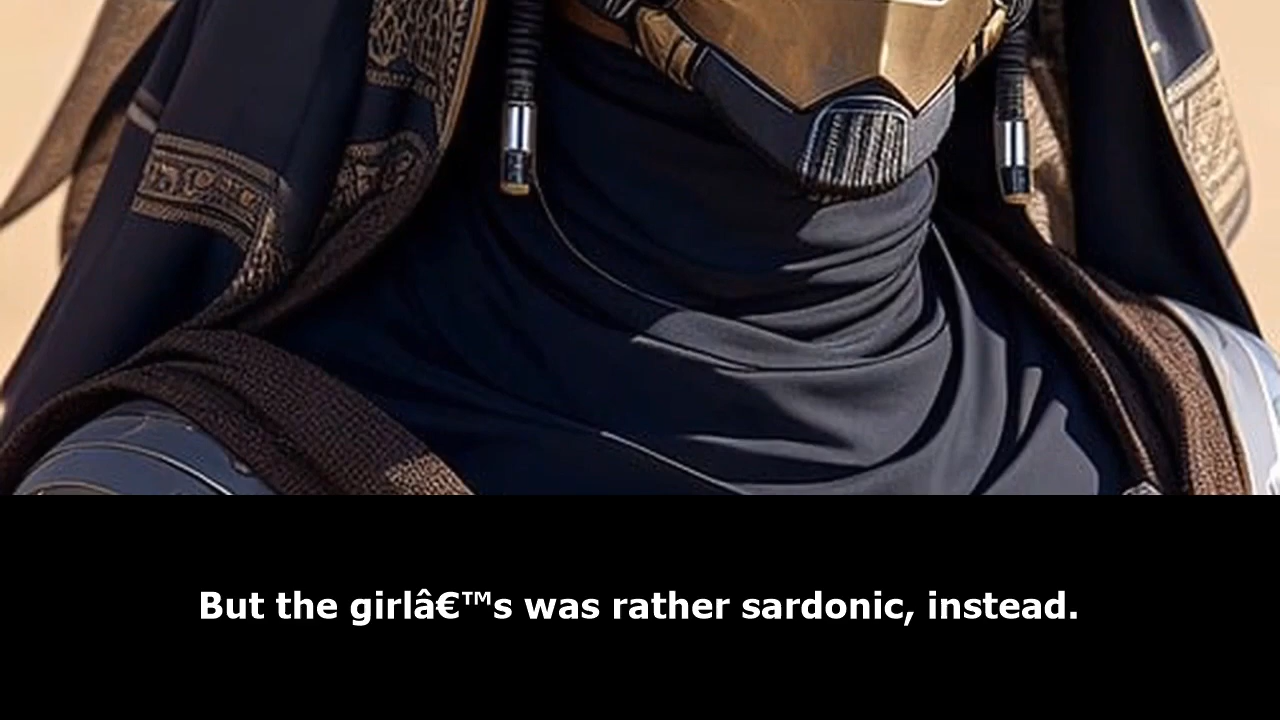 But the girlâ€™s was rather sardonic, instead.